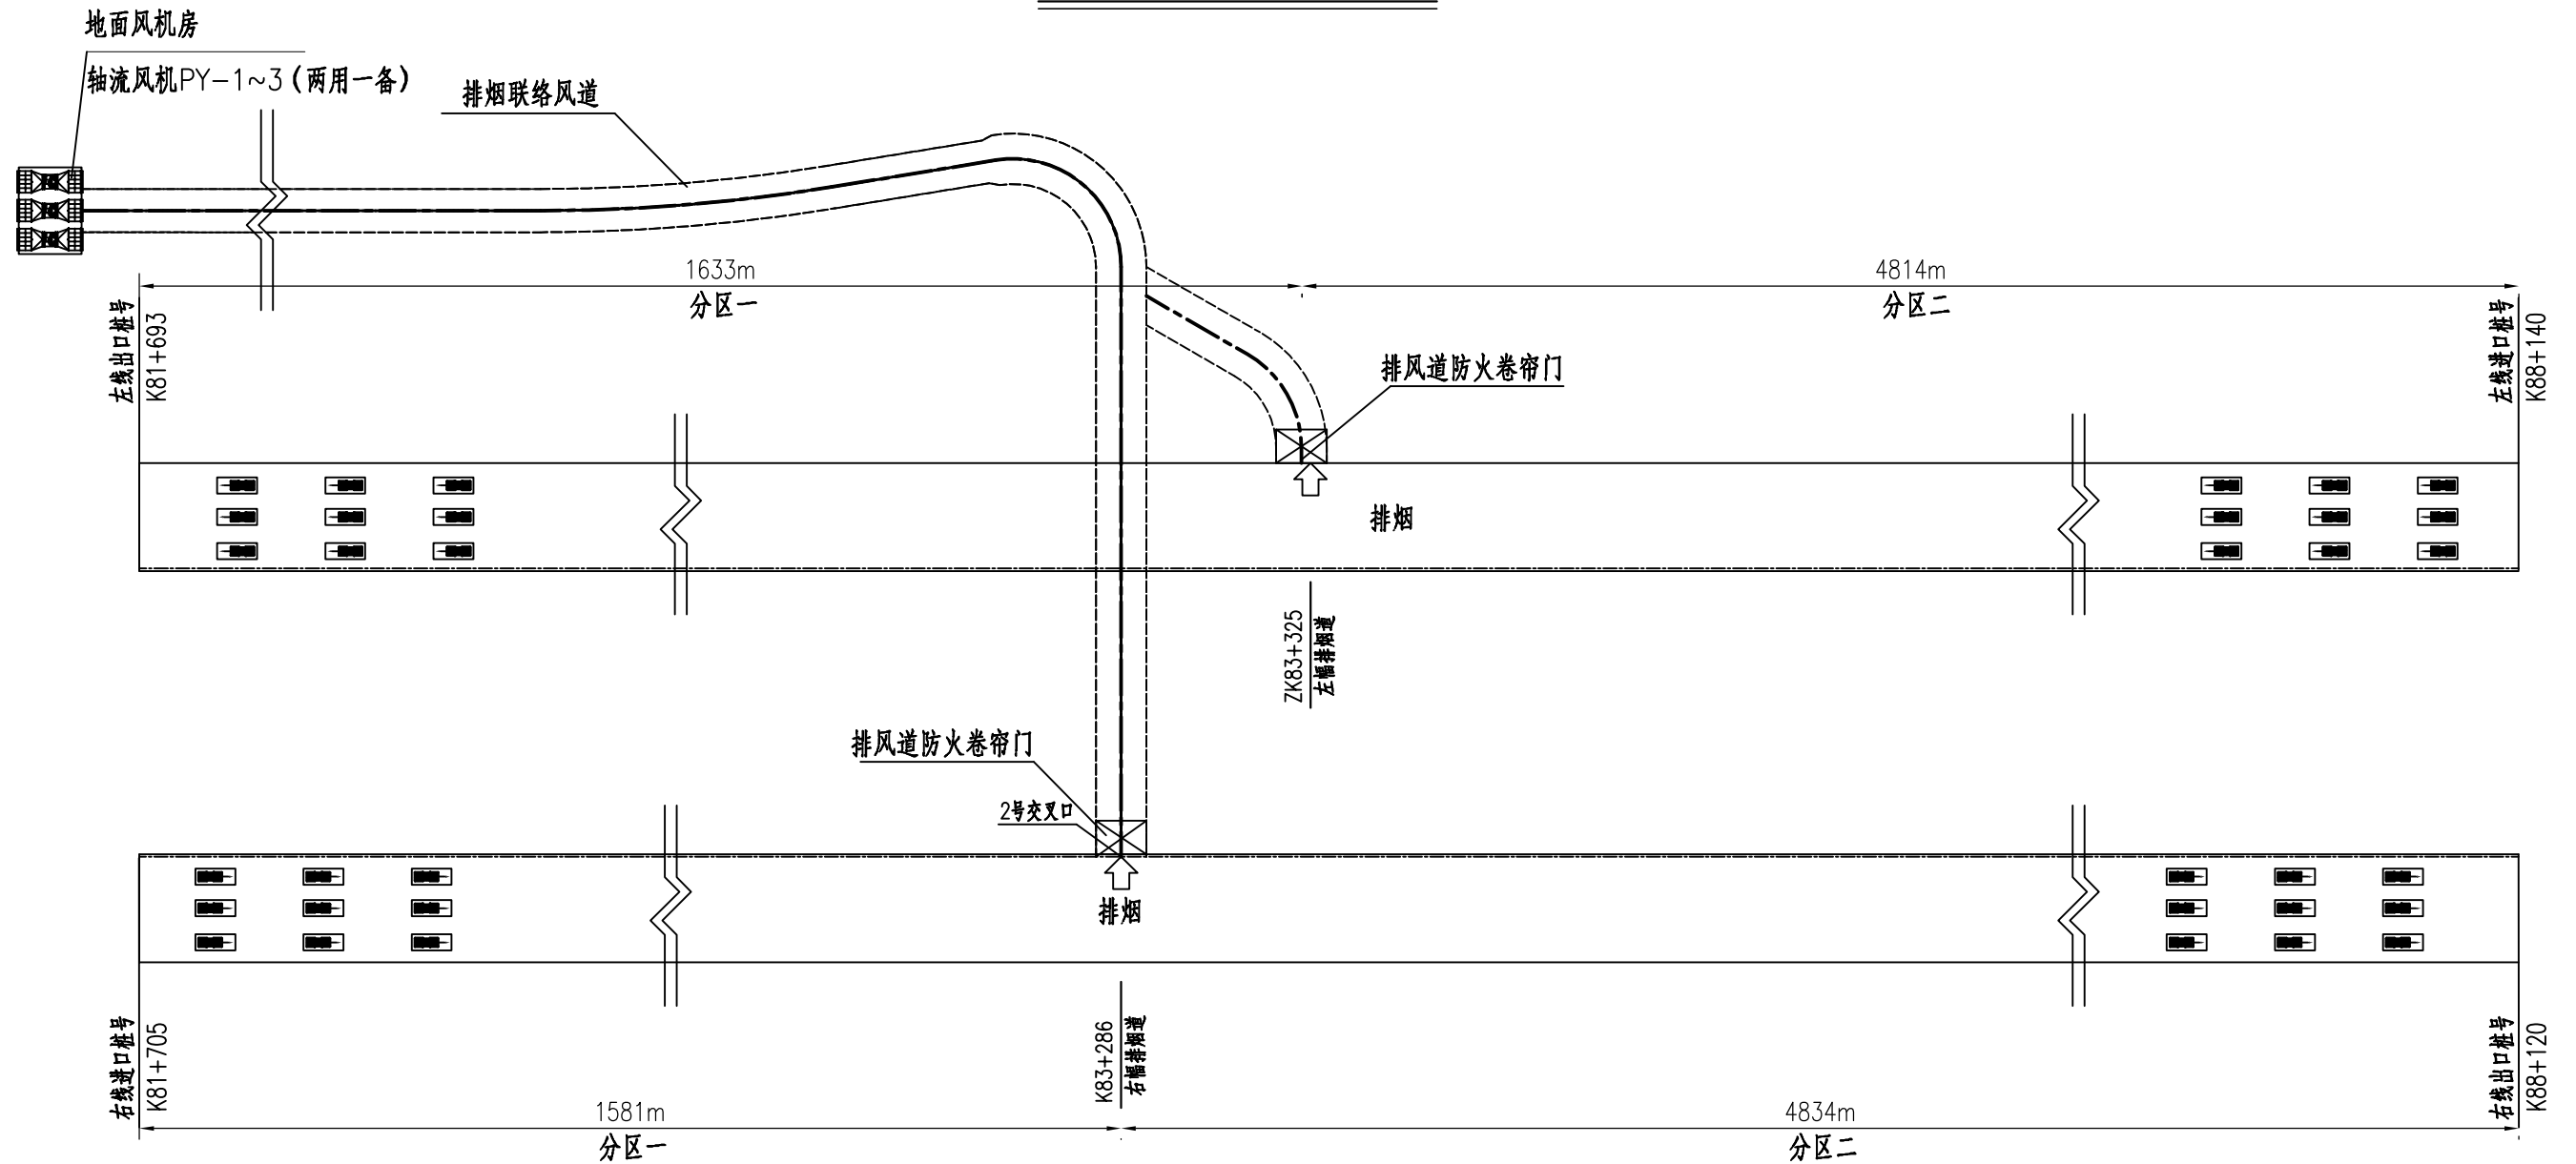 地面风机房
轴流风机PY-1~3（两用一备）
排烟联络风道
1633m
分区一
4814m
分区二
左线出口桩号
K81+693
左线进口桩号
K88+140
排风道防火卷帘门
排烟
ZK83+325
左幅排烟道
排风道防火卷帘门
2号交叉口
排烟
右线进口桩号
K81+705
K83+286
右幅排烟道
右线出口桩号
K88+120
1581m
分区一
4834m
分区二